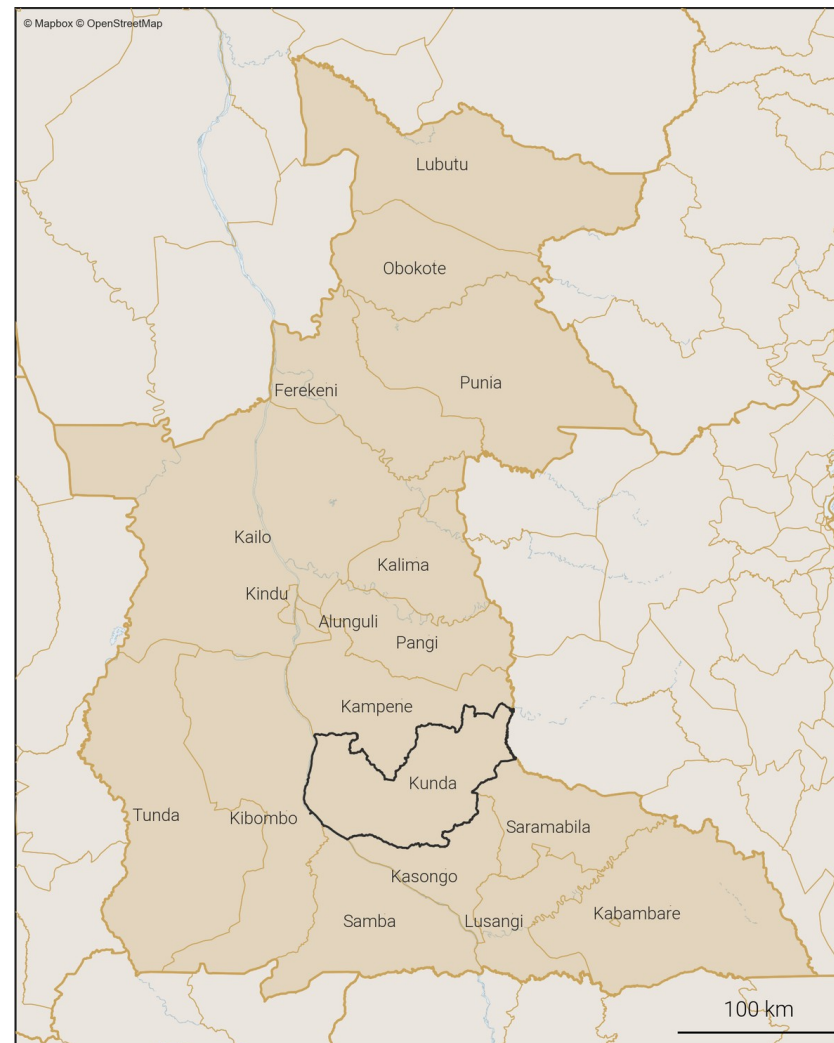 © Mapbox © OpenStreetMap
Lubutu
Obokote
Punia
Ferekeni
Kailo
Kalima
Kindu
Alunguli
Pangi
Kampene
Kunda
Tunda
Kibombo
Saramabila
Kasongo
Samba
Lusangi
Kabambare
100 km